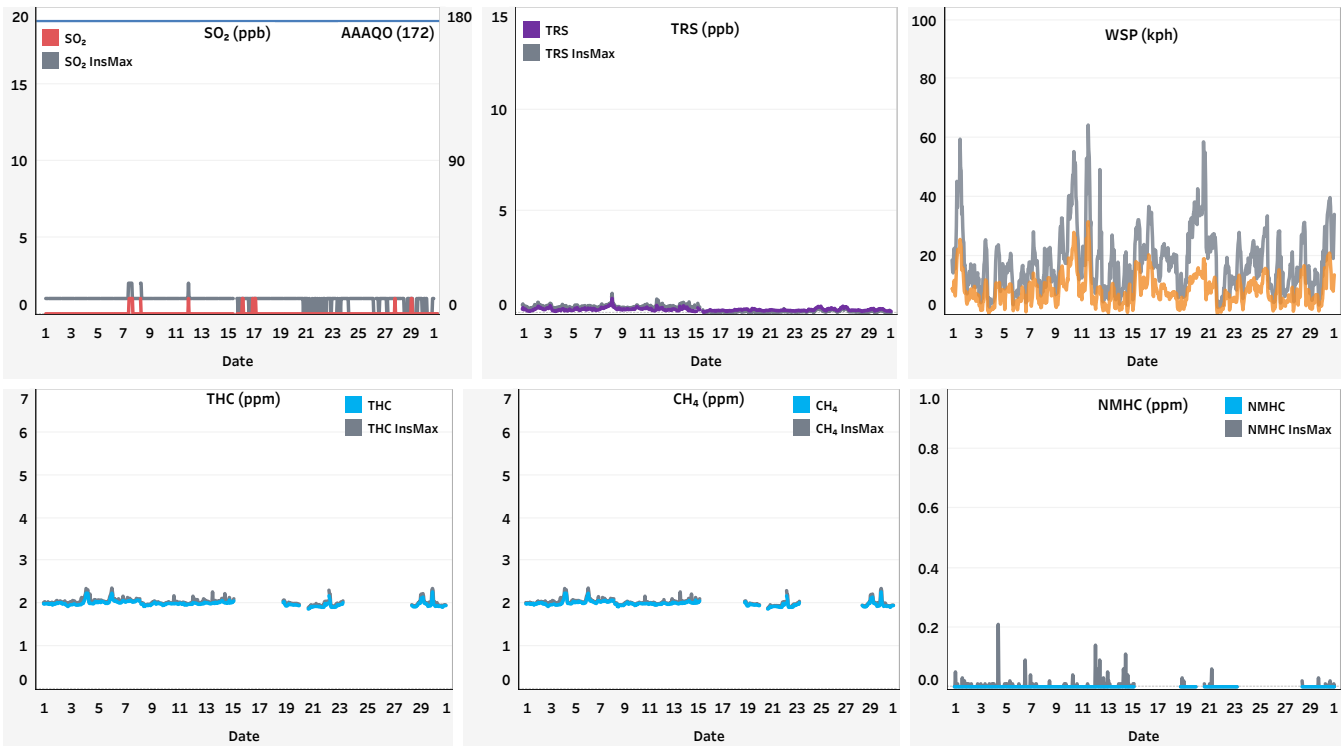 SO₂ (ppb)
AAAQO (172)
SO₂
SO₂ InsMax
20
15
10
5
0
180
90
0
1 3 5 7 9 11 13 15 17 19 21 23 25 27 29 1
Date
TRS (ppb)
TRS
TRS InsMax
15
10
5
0
1 3 5 7 9 11 13 15 17 19 21 23 25 27 29 1
Date
WSP (kph)
100
80
60
40
20
0
1 3 5 7 9 11 13 15 17 19 21 23 25 27 29 1
Date
THC (ppm)
THC
THC InsMax
7
6
5
4
3
2
1
0
1 3 5 7 9 11 13 15 17 19 21 23 25 27 29 1
Date
CH₄ (ppm)
CH₄
CH₄ InsMax
7
6
5
4
3
2
1
0
1 3 5 7 9 11 13 15 17 19 21 23 25 27 29 1
Date
NMHC (ppm)
NMHC
NMHC InsMax
1.0
0.8
0.6
0.4
0.2
0.0
1 3 5 7 9 11 13 15 17 19 21 23 25 27 29 1
Date